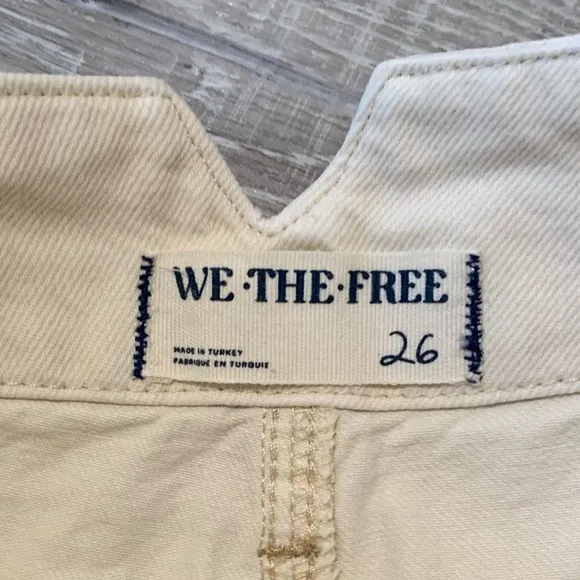 WE·THE·FREE
MADE IN TURKEY
FABRIQUÉ EN TURQUIE
26